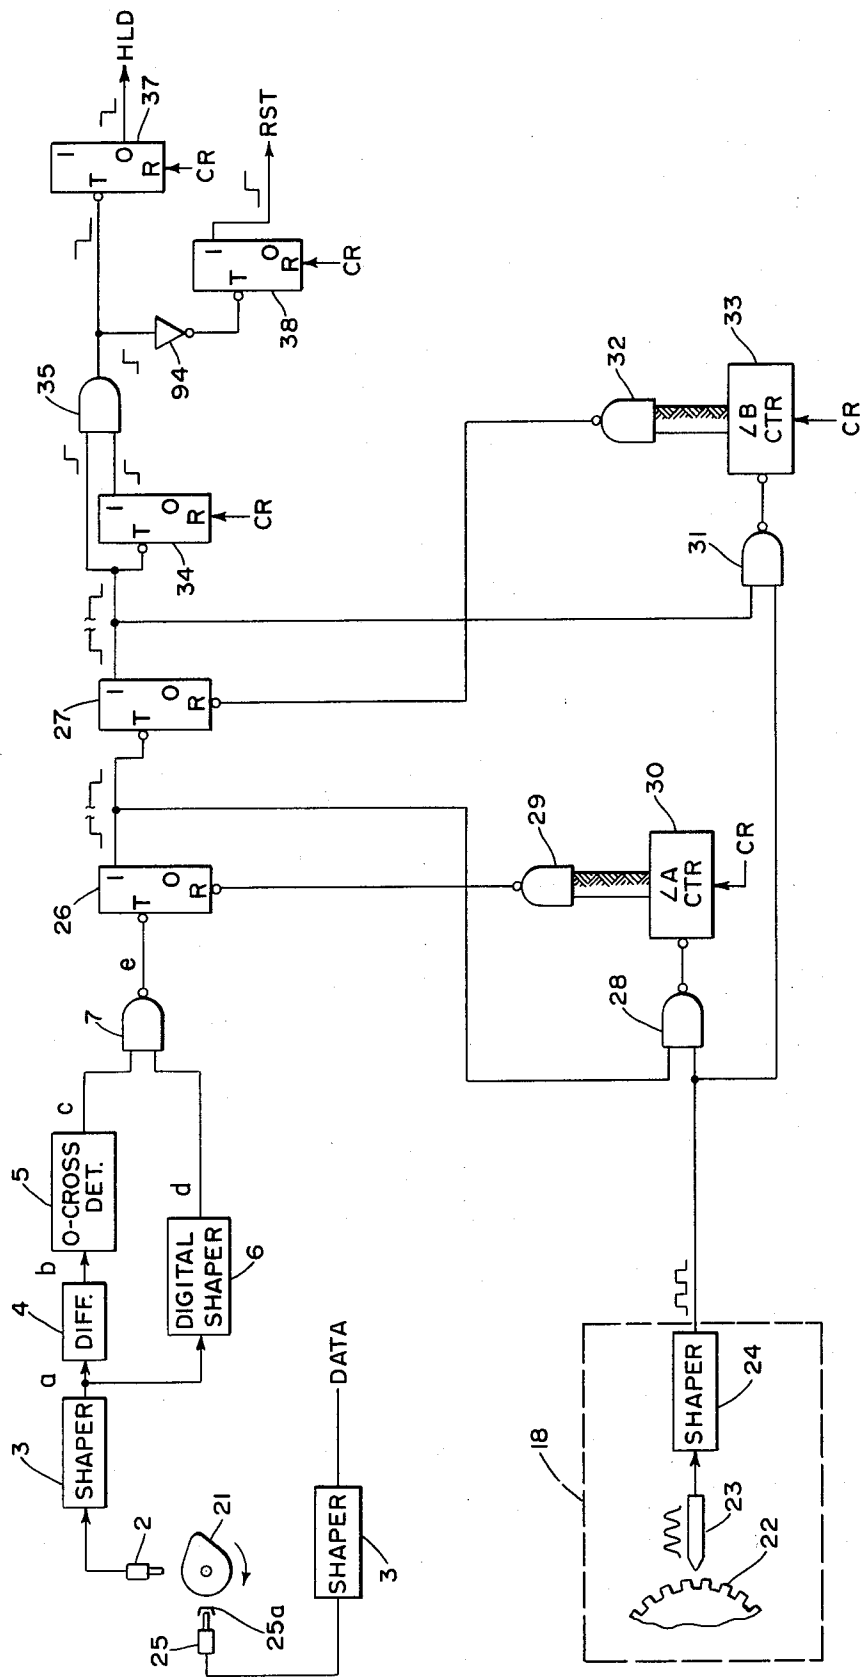 3
SHAPER
a
4
DIFF.
b
5
O-CROSS
DET.
c
DIGITAL
SHAPER
6
d
7
e
26
T
I
O
R
27
T
I
O
R
34
T
I
O
R
CR
35
94
T
I
O
R
37
CR
HLD
38
T
I
O
R
CR
RST
2
21
25
25a
SHAPER
3
DATA
28
29
30
∠A
CTR
CR
31
32
33
∠B
CTR
CR
18
22
23
SHAPER
24